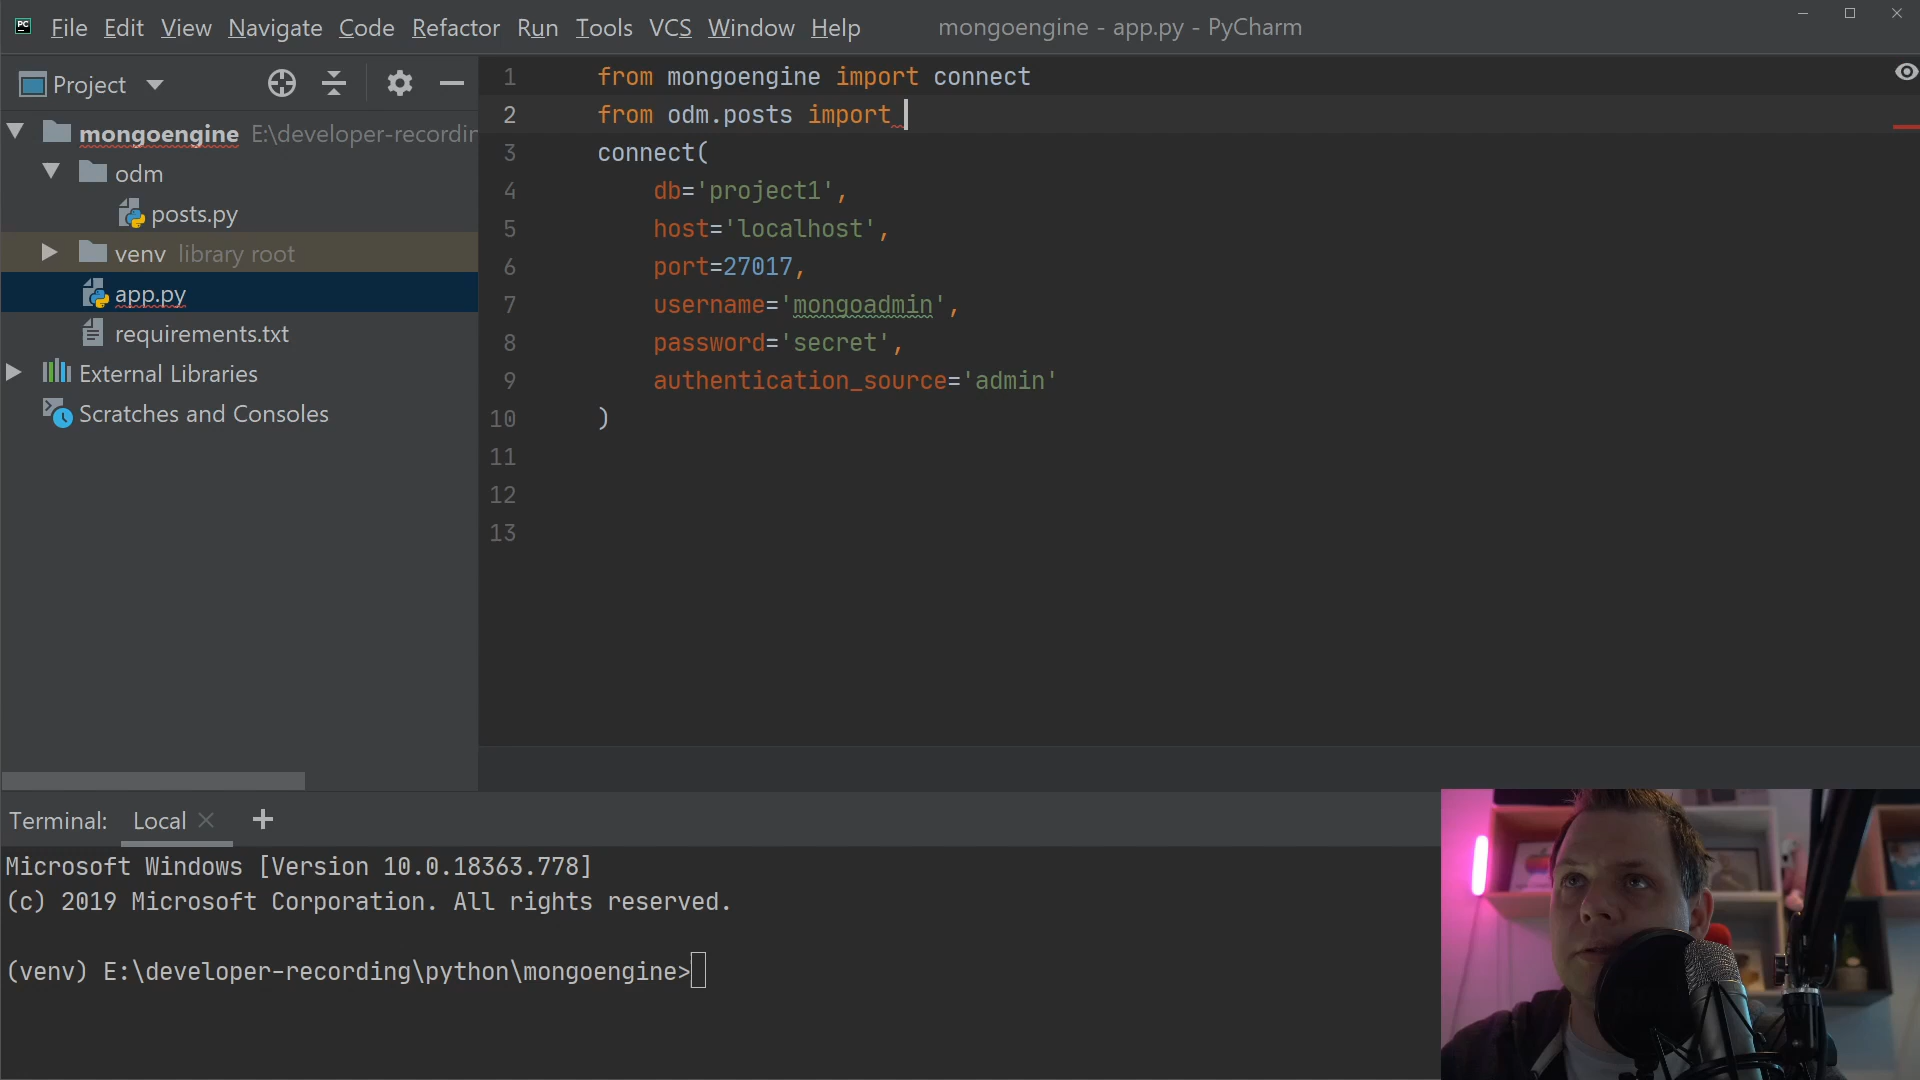 PC File Edit View Navigate Code Refactor Run Tools VCS Window Help mongoengine - app.py - PyCharm
Project
mongoengine E:\developer-recordin
odm
posts.py
venv library root
app.py
requirements.txt
External Libraries
Scratches and Consoles
1 from mongoengine import connect
2 from odm.posts import
3 connect(
4 db='project1',
5 host='localhost',
6 port=27017,
7 username='mongoadmin',
8 password='secret',
9 authentication_source='admin'
10 )
11
12
13
Terminal: Local
Microsoft Windows [Version 10.0.18363.778]
(c) 2019 Microsoft Corporation. All rights reserved.
(venv) E:\developer-recording\python\mongoengine>